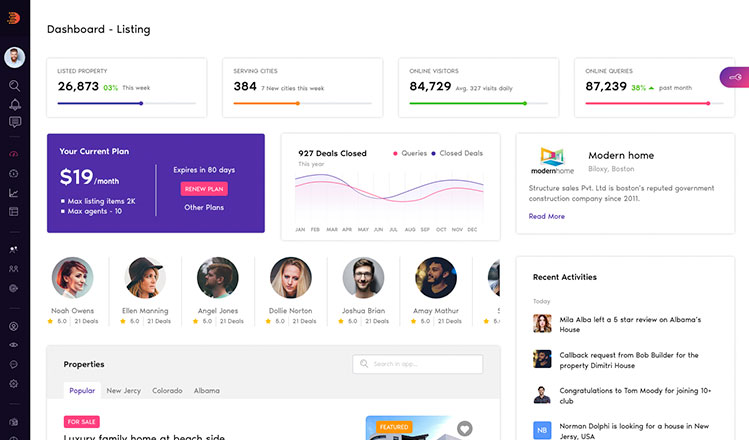 Dashboard - Listing
LISTED PROPERTY
26,873 03% This week
SERVING CITIES
384 7 New cities this week
ONLINE VISITORS
84,729 Avg. 327 visits daily
ONLINE QUERIES
87,239 38% past month
Your Current Plan
$19/month
Max listing items 2K
Max agents - 10
Expires in 80 days
RENEW PLAN
Other Plans
927 Deals Closed
Queries Closed Deals
This year
JAN FEB MAR APR MAY JUN JUL AUG SEP OCT NOV DEC
modernhome
Modern home
Biloxy, Boston
Structure sales Pvt. Ltd is boston's reputed government
construction company since 2011.
Read More
Noah Owens
5.0 21 Deals
Ellen Manning
5.0 21 Deals
Angel Jones
5.0 21 Deals
Dollie Norton
5.0 21 Deals
Joshua Brian
5.0 21 Deals
Amay Mathur
5.0 21 Deals
Recent Activities
Today
Mila Alba left a 5 star review on Albama's
House
Callback request from Bob Builder for the
property Dimitri House
Congratulations to Tom Moody for joining 10+
club
NB
Norman Dolphi is looking for a house in New
Jersy, USA
Properties
Search in app...
Popular New Jercy Colorado Albama
FOR SALE
Luxury family home at beach side
FEATURED